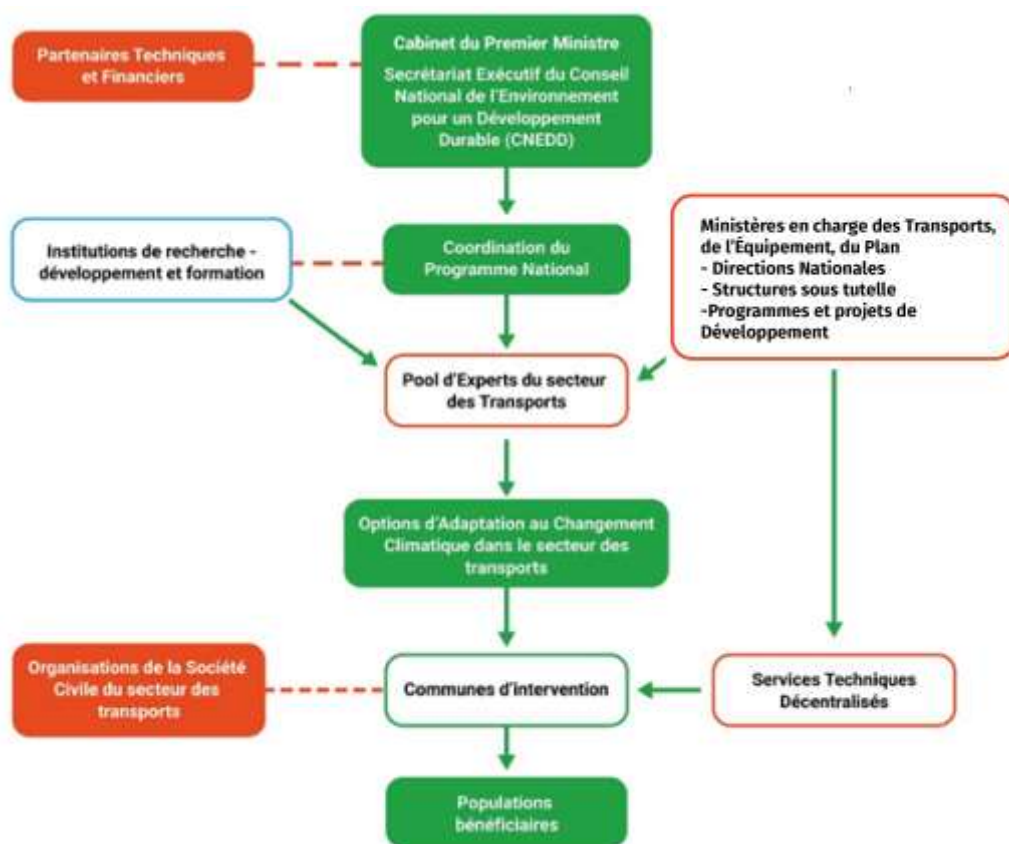 Partenaires Techniques
et Financiers
Cabinet du Premier Ministre
Secrétariat Exécutif du Conseil
National de l'Environnement
pour un Développement
Durable (CNEDD)
Institutions de recherche -
développement et formation
Coordination du
Programme National
Ministères en charge des Transports,
de l'Équipement, du Plan
- Directions Nationales
- Structures sous tutelle
-Programmes et projets de
Développement
Pool d'Experts du secteur
des Transports
Options d'Adaptation au Changement
Climatique dans le secteur des
transports
Organisations de la Société
Civile du secteur des
transports
Communes d'intervention
Services Techniques
Décentralisés
Populations
bénéficiaires